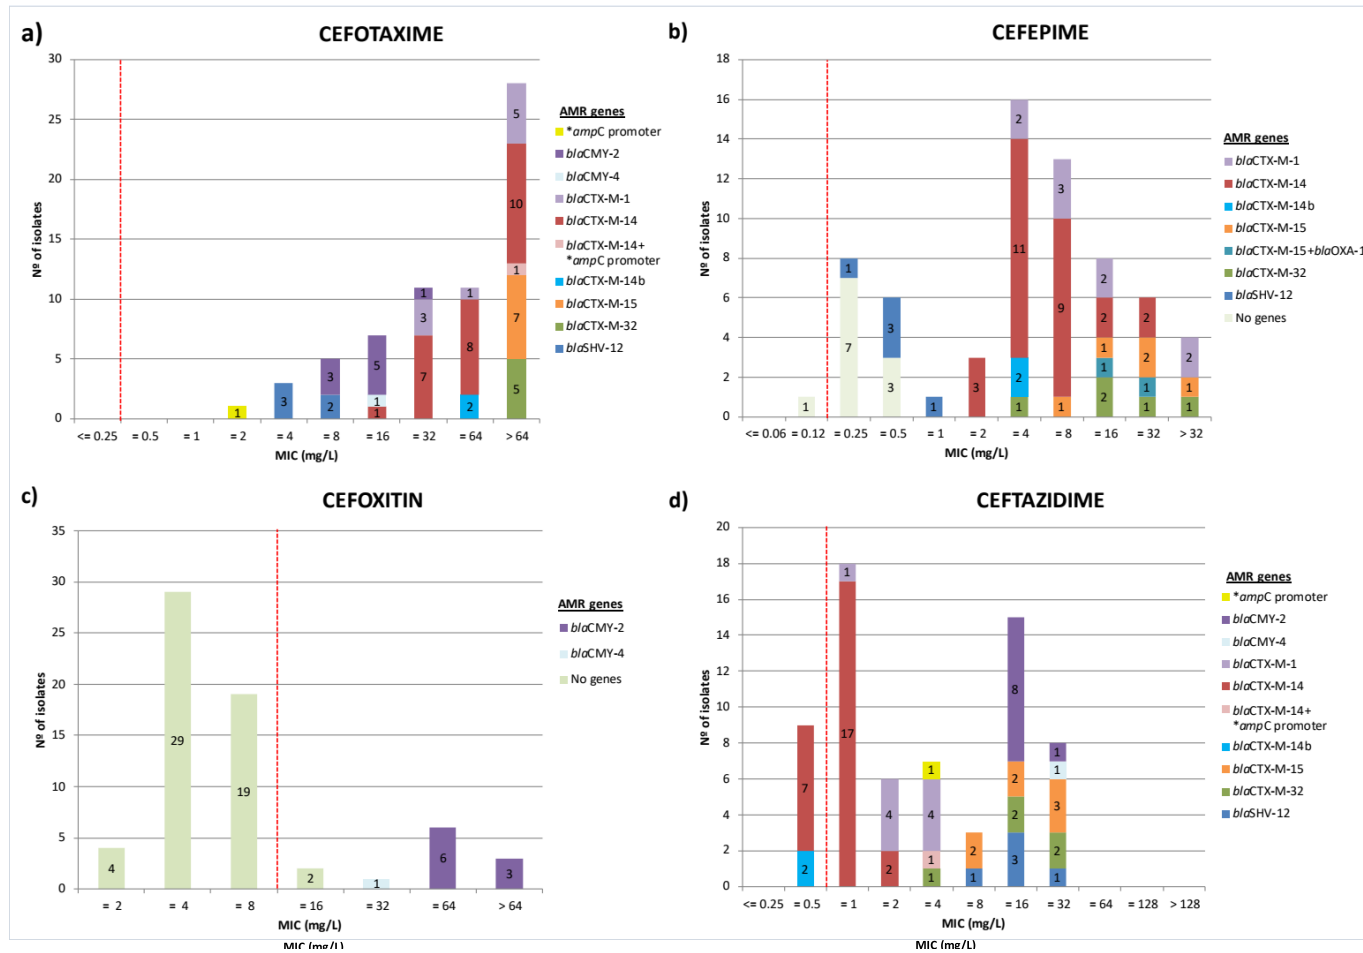 a)
CEFOTAXIME
30
25
20
15
10
5
0
Nº of isolates
1
3
3
2
5
1
1
1
3
7
1
8
2
5
10
1
7
5
<= 0.25 = 0.5 = 1 = 2 = 4 = 8 = 16 = 32 = 64 > 64
MIC (mg/L)
AMR genes
*ampC promoter
blaCMY-2
blaCMY-4
blaCTX-M-1
blaCTX-M-14
blaCTX-M-14+
*ampC promoter
blaCTX-M-14b
blaCTX-M-15
blaCTX-M-32
blaSHV-12
b)
CEFEPIME
18
16
14
12
10
8
6
4
2
0
Nº of isolates
1
1
7
3
3
1
3
2
11
2
1
3
9
1
2
2
1
1
2
2
2
1
1
2
1
1
<= 0.06 = 0.12 = 0.25 = 0.5 = 1 = 2 = 4 = 8 = 16 = 32 > 32
MIC (mg/L)
AMR genes
blaCTX-M-1
blaCTX-M-14
blaCTX-M-14b
blaCTX-M-15
blaCTX-M-15+blaOXA-1
blaCTX-M-32
blaSHV-12
No genes
c)
CEFOXITIN
35
30
25
20
15
10
5
0
Nº of isolates
4
29
19
2
1
6
3
= 2 = 4 = 8 = 16 = 32 = 64 > 64
MIC (mg/L)
MIC (mg/L)
AMR genes
blaCMY-2
blaCMY-4
No genes
d)
CEFTAZIDIME
20
18
16
14
12
10
8
6
4
2
0
Nº of isolates
7
2
1
17
4
2
1
4
1
1
2
1
8
2
2
3
1
1
3
2
1
<= 0.25 = 0.5 = 1 = 2 = 4 = 8 = 16 = 32 = 64 = 128 > 128
MIC (mg/L)
MIC (mg/L)
AMR genes
*ampC promoter
blaCMY-2
blaCMY-4
blaCTX-M-1
blaCTX-M-14
blaCTX-M-14+
*ampC promoter
blaCTX-M-14b
blaCTX-M-15
blaCTX-M-32
blaSHV-12